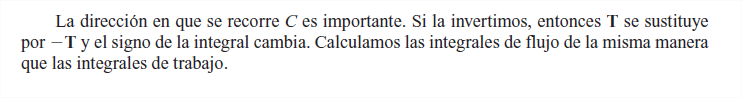 La dirección en que se recorre C es importante. Si la invertimos, entonces T se sustituye
por −T y el signo de la integral cambia. Calculamos las integrales de flujo de la misma manera
que las integrales de trabajo.